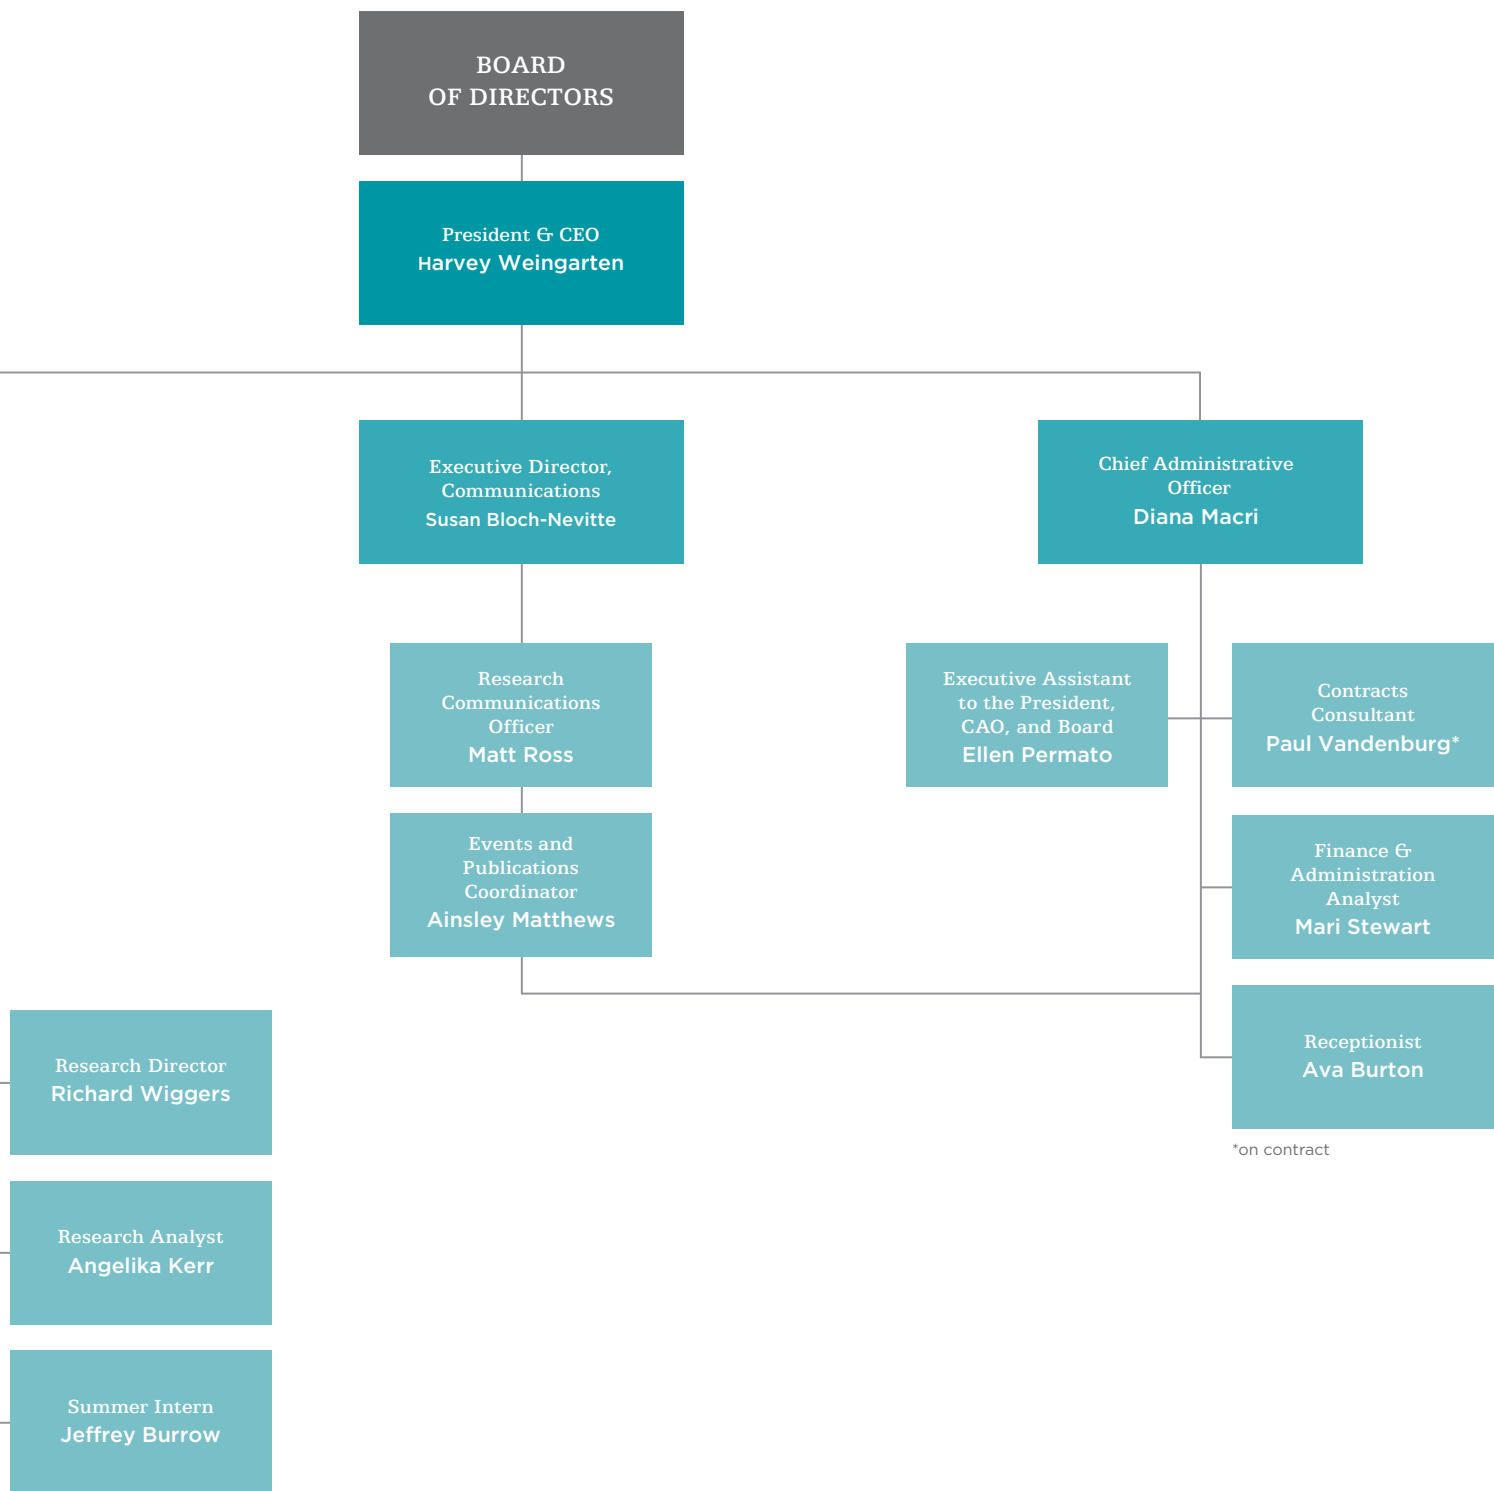 BOARD
OF DIRECTORS
President & CEO
Harvey Weingarten
Executive Director,
Communications
Susan Bloch-Nevitte
Chief Administrative
Officer
Diana Macri
Research
Communications
Officer
Matt Ross
Executive Assistant
to the President,
CAO, and Board
Ellen Permato
Contracts
Consultant
Paul Vandenburg*
Events and
Publications
Coordinator
Ainsley Matthews
Finance &
Administration
Analyst
Mari Stewart
Research Director
Richard Wiggers
Receptionist
Ava Burton
*on contract
Research Analyst
Angelika Kerr
Summer Intern
Jeffrey Burrow